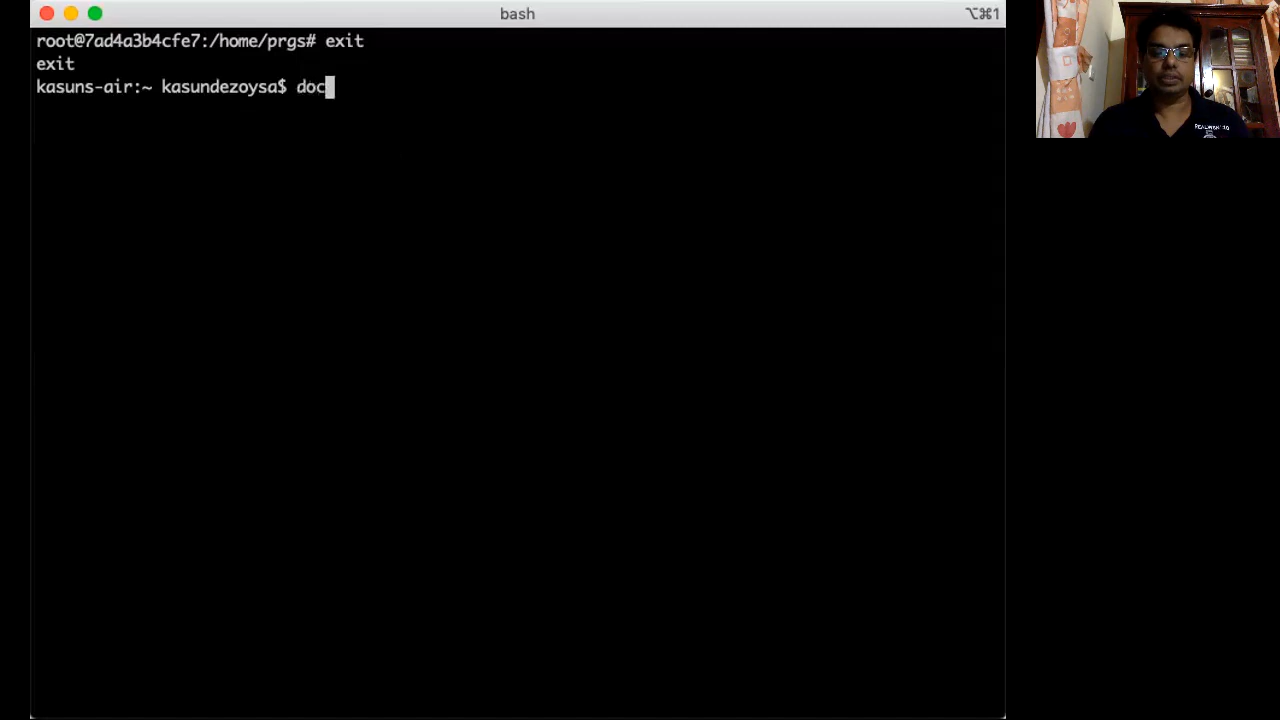 bash
⌥⌘1
root@7ad4a3b4cfe7:/home/prgs# exit
exit
kasuns-air:~ kasundezoysa$ doc